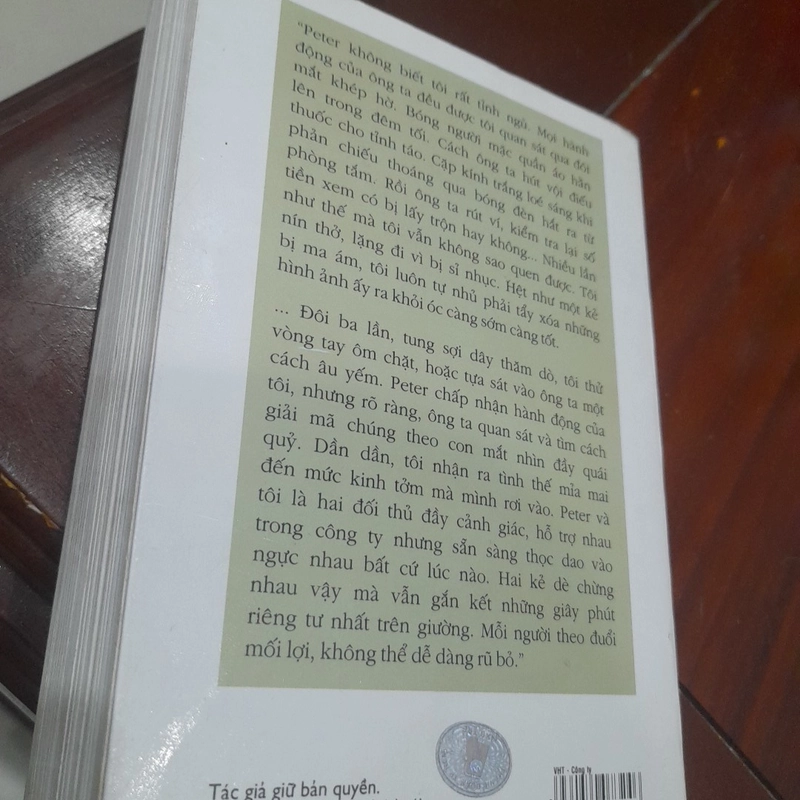 "Peter không biết tôi rất tỉnh ngủ. Mọi hành
động của ông ta đều được tôi quan sát qua đôi
mắt khép hờ. Bóng người mặc quần áo hằn
lên trong đêm tối. Cách ông ta hút vội điếu
thuốc cho tỉnh táo. Cặp kính trắng loé sáng khi
phản chiếu thoáng qua bóng đèn hắt ra từ
phòng tắm. Rồi ông ta rút ví, kiểm tra lại số
tiền xem có bị lấy trộn hay không... Nhiều lần
như thế mà tôi vẫn không sao quen được. Tôi
nín thở, lặng đi vì bị sỉ nhục. Hệt như một kẻ
bị ma ám, tôi luôn tự nhủ phải tẩy xóa những
hình ảnh ấy ra khỏi óc càng sớm càng tốt.
... Đôi ba lần, tung sợi dây thăm dò, tôi thử
vòng tay ôm chặt, hoặc tựa sát vào ông ta một
cách âu yếm. Peter chấp nhận hành động của
tôi, nhưng rõ ràng, ông ta quan sát và tìm cách
giải mã chúng theo con mắt nhìn đầy quái
quỷ. Dần dần, tôi nhận ra tình thế mỉa mai
đến mức kinh tởm mà mình rơi vào. Peter và
tôi là hai đối thủ đầy cảnh giác, hỗ trợ nhau
trong công ty nhưng sẵn sàng thọc dao vào
ngực nhau bất cứ lúc nào. Hai kẻ dè chừng
nhau vậy mà vẫn gắn kết những giây phút
riêng tư nhất trên giường. Mỗi người theo đuổi
mối lợi, không thể dễ dàng rũ bỏ."
VHT - Công ty
Tác giả giữ bản quyền.